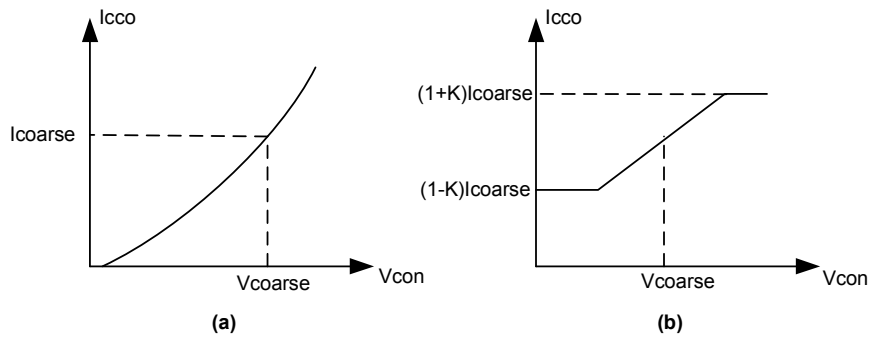 Icco
Icoarse
Vcoarse
Vcon
(a)
Icco
(1+K)Icoarse
(1-K)Icoarse
Vcoarse
Vcon
(b)